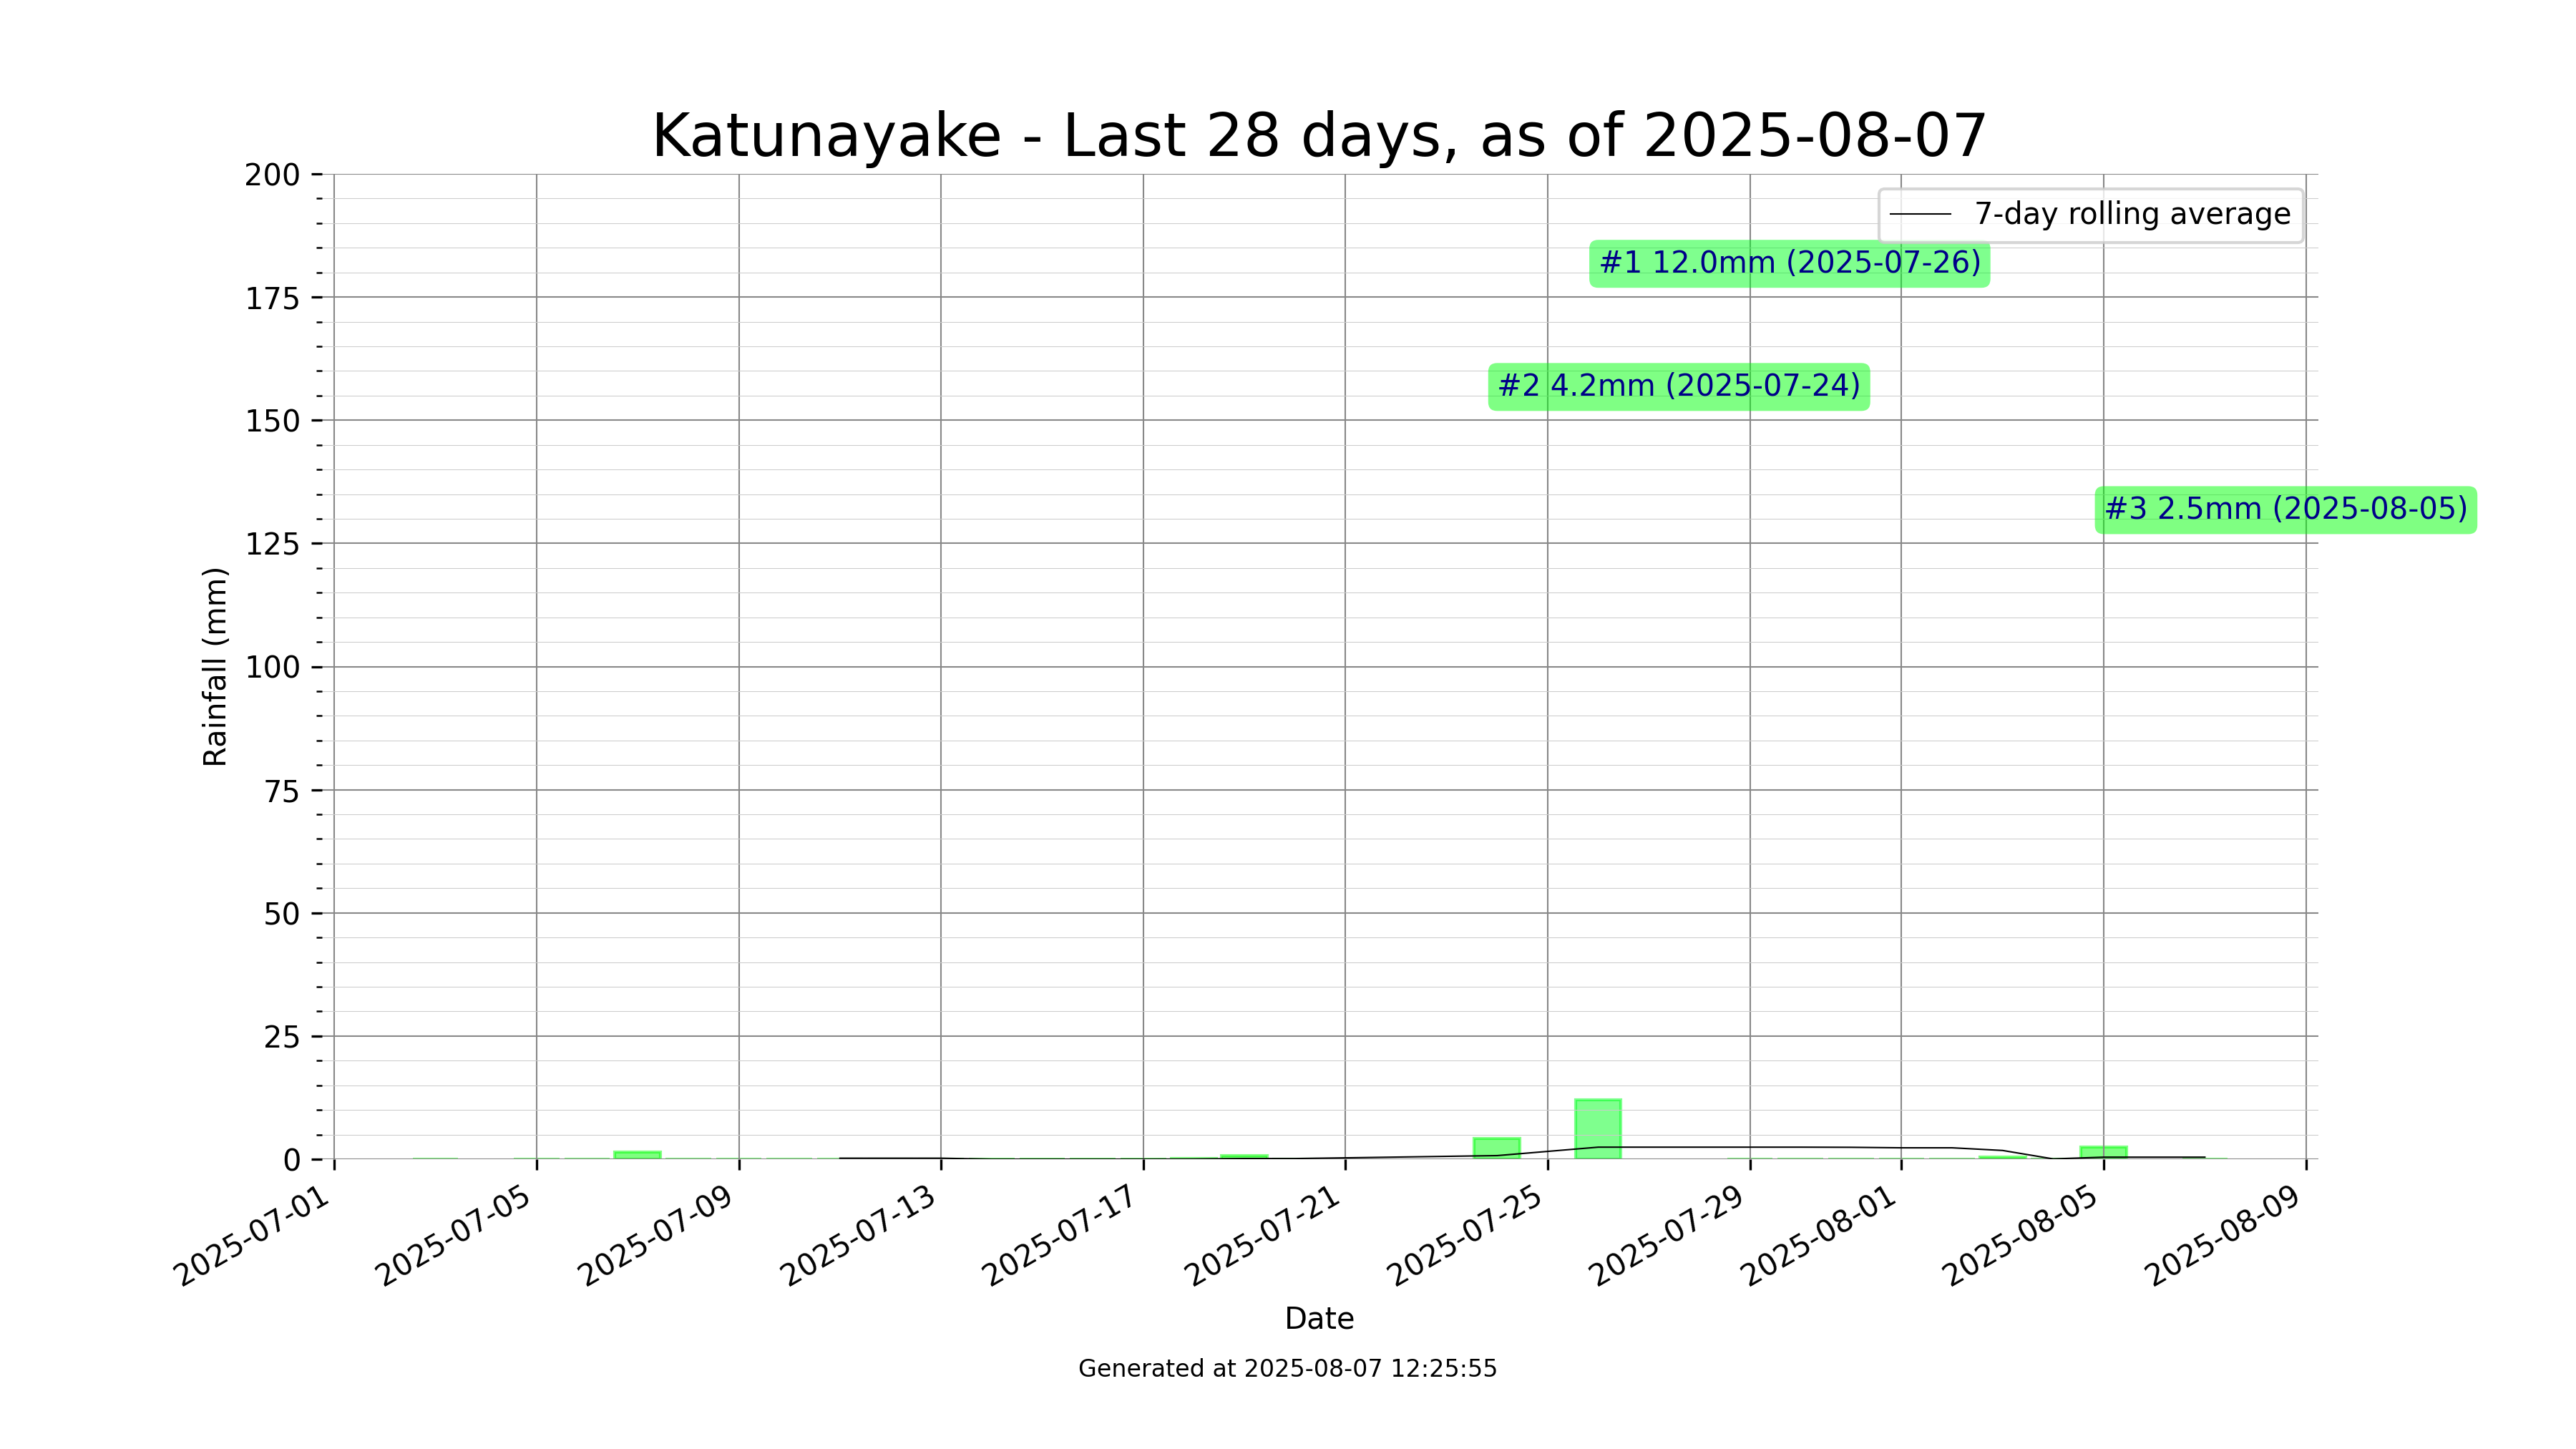 Katunayake - Last 28 days, as of 2025-08-07
200
175
150
125
100
75
50
25
0
Rainfall (mm)
7-day rolling average
#1 12.0mm (2025-07-26)
#2 4.2mm (2025-07-24)
#3 2.5mm (2025-08-05)
2025-07-01
2025-07-05
2025-07-09
2025-07-13
2025-07-17
2025-07-21
2025-07-25
2025-07-29
2025-08-01
2025-08-05
2025-08-09
Date
Generated at 2025-08-07 12:25:55